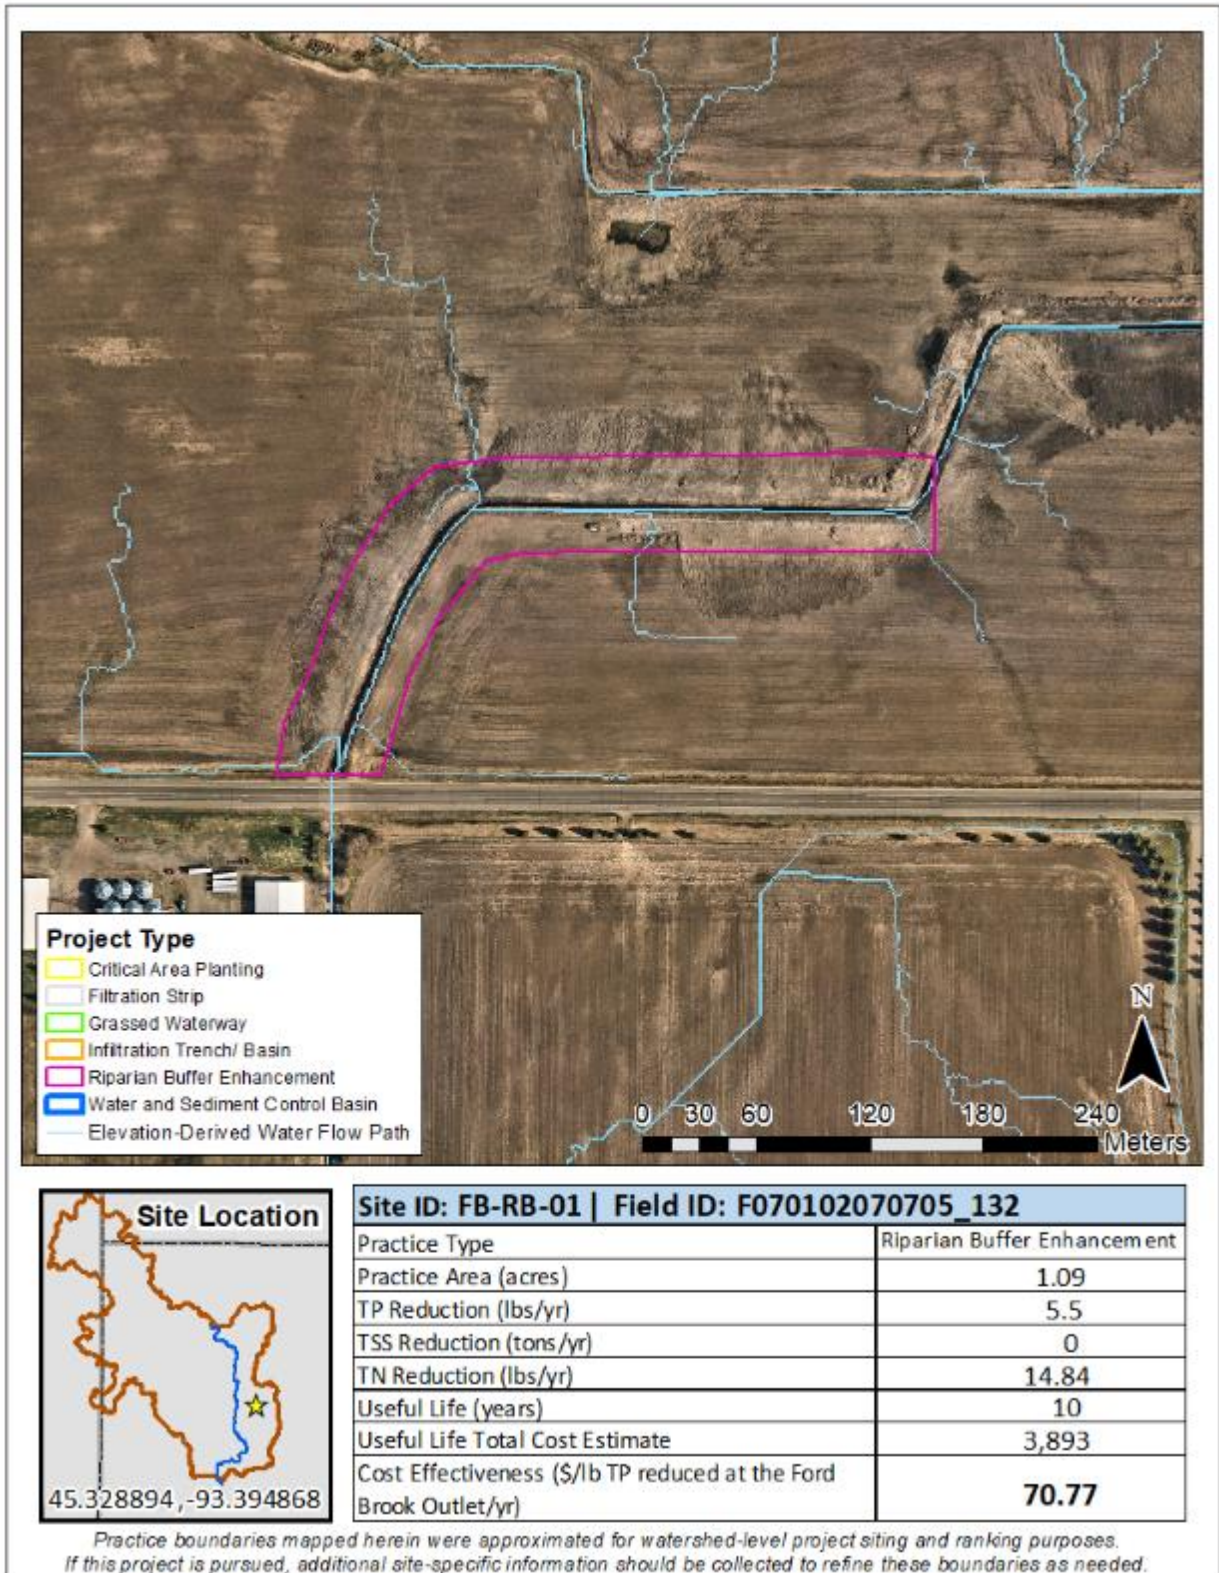 Project Type
Critical Area Planting
Filtration Strip
Grassed Waterway
Infiltration Trench/ Basin
Riparian Buffer Enhancement
Water and Sediment Control Basin
Elevation-Derived Water Flow Path
N
0 30 60 120 180 240
Meters
Site Location
45.328894,-93.394868
Site ID: FB-RB-01 | Field ID: F070102070705_132
Practice Type Riparian Buffer Enhancement
Practice Area (acres) 1.09
TP Reduction (lbs/yr) 5.5
TSS Reduction (tons/yr) 0
TN Reduction (lbs/yr) 14.84
Useful Life (years) 10
Useful Life Total Cost Estimate 3,893
Cost Effectiveness ($/lb TP reduced at the Ford
Brook Outlet/yr) 70.77
Practice boundaries mapped herein were approximated for watershed-level project siting and ranking purposes.
If this project is pursued, additional site-specific information should be collected to refine these boundaries as needed.